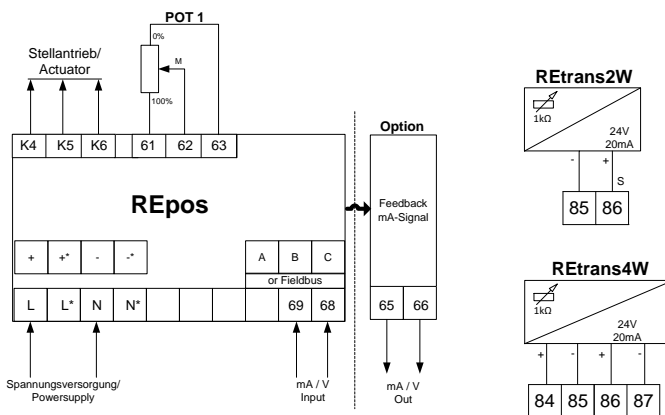 POT 1
0%
M
100%
Stellantrieb/
Actuator
K4 K5 K6 61 62 63
REpos
+ +* - -*
A B C
or Fieldbus
L L* N N* 69 68
Spannungsversorgung/
Powersupply
mA / V
Input
Option
Feedback
mA-Signal
65 66
mA / V
Out
REtrans2W
1kΩ
24V
20mA
- +
S
85 86
REtrans4W
1kΩ
24V
20mA
+ - + -
84 85 86 87